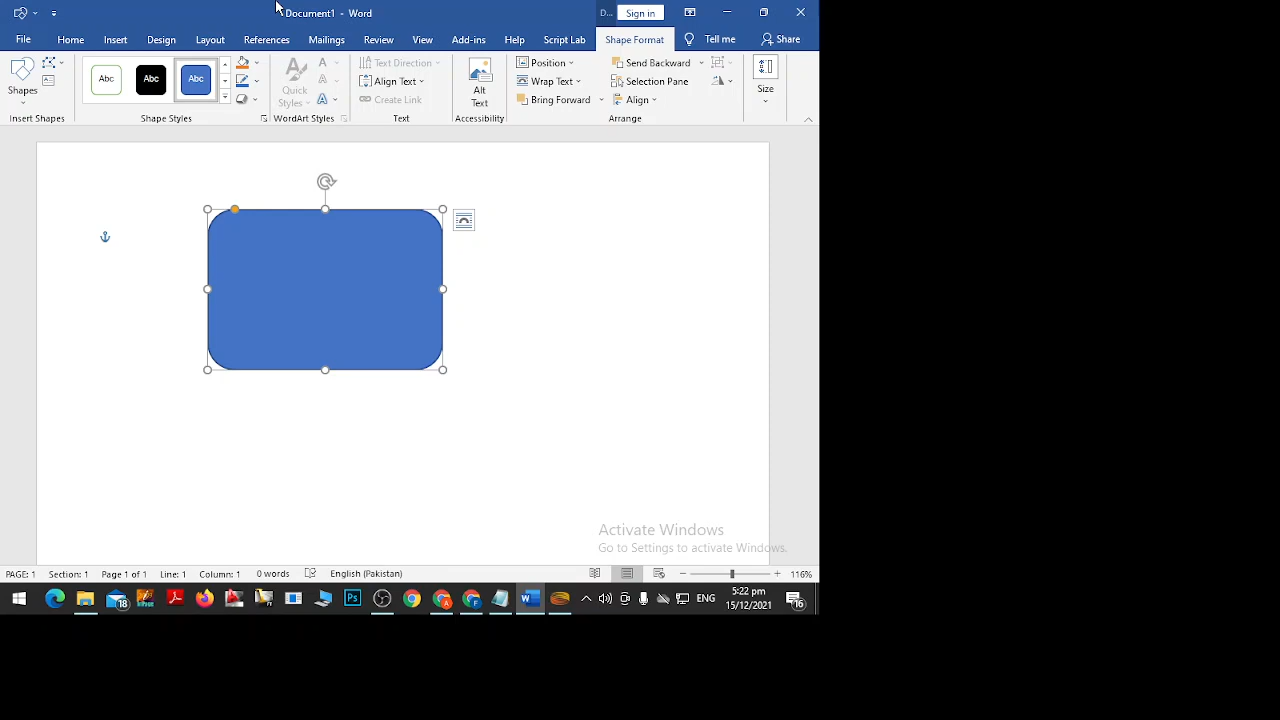 Document1 - Word
D... Sign in
File Home Insert Design Layout References Mailings Review View Add-ins Help Script Lab Shape Format Tell me Share
Shapes
Abc Abc Abc
Quick Styles
Text Direction
Align Text
Create Link
Alt Text
Position
Wrap Text
Bring Forward
Send Backward
Selection Pane
Align
Size
Insert Shapes Shape Styles WordArt Styles Text Accessibility Arrange
Activate Windows
Go to Settings to activate Windows.
PAGE: 1 Section: 1 Page 1 of 1 Line: 1 Column: 1 0 words English (Pakistan) 116%
18 Ps ENG 5:22 pm
15/12/2021 16